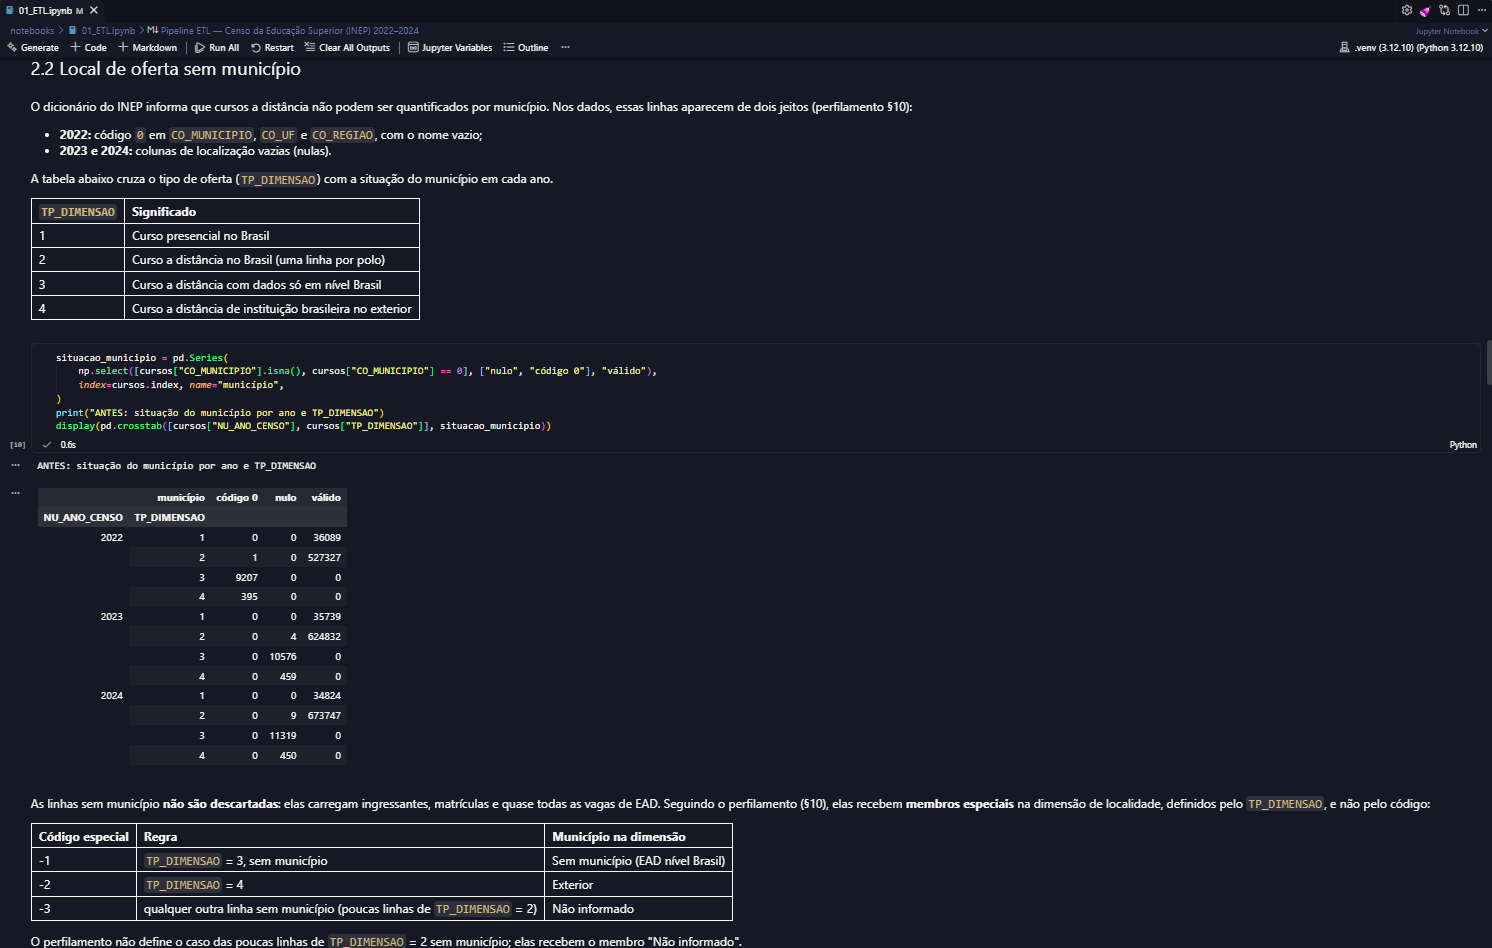 01_ETL.ipynb M
notebooks > 01_ETL.ipynb > M↓ Pipeline ETL — Censo da Educação Superior (INEP) 2022–2024
Jupyter Notebook
Generate + Code + Markdown Run All Restart Clear All Outputs Jupyter Variables Outline ···
.venv (3.12.10) (Python 3.12.10)
2.2 Local de oferta sem município
O dicionário do INEP informa que cursos a distância não podem ser quantificados por município. Nos dados, essas linhas aparecem de dois jeitos (perfilamento §10):
• 2022: código 0 em CO_MUNICIPIO, CO_UF e CO_REGIAO, com o nome vazio;
• 2023 e 2024: colunas de localização vazias (nulas).
A tabela abaixo cruza o tipo de oferta (TP_DIMENSAO) com a situação do município em cada ano.
TP_DIMENSAO Significado
1 Curso presencial no Brasil
2 Curso a distância no Brasil (uma linha por polo)
3 Curso a distância com dados só em nível Brasil
4 Curso a distância de instituição brasileira no exterior
situacao_municipio = pd.Series(
np.select([cursos["CO_MUNICIPIO"].isna(), cursos["CO_MUNICIPIO"] == 0], ["nulo", "código 0"], "válido"),
index=cursos.index, name="município",
)
print("ANTES: situação do município por ano e TP_DIMENSAO")
display(pd.crosstab([cursos["NU_ANO_CENSO"], cursos["TP_DIMENSAO"]], situacao_municipio))
[10] 0.6s Python
ANTES: situação do município por ano e TP_DIMENSAO
município código 0 nulo válido
NU_ANO_CENSO TP_DIMENSAO
2022 1 0 0 36089
2 1 0 527327
3 9207 0 0
4 395 0 0
2023 1 0 0 35739
2 0 4 624832
3 0 10576 0
4 0 459 0
2024 1 0 0 34824
2 0 9 673747
3 0 11319 0
4 0 450 0
As linhas sem município não são descartadas: elas carregam ingressantes, matrículas e quase todas as vagas de EAD. Seguindo o perfilamento (§10), elas recebem membros especiais na dimensão de localidade, definidos pelo TP_DIMENSAO, e não pelo código:
Código especial Regra Município na dimensão
-1 TP_DIMENSAO = 3, sem município Sem município (EAD nível Brasil)
-2 TP_DIMENSAO = 4 Exterior
-3 qualquer outra linha sem município (poucas linhas de TP_DIMENSAO = 2) Não informado
O perfilamento não define o caso das poucas linhas de TP_DIMENSAO = 2 sem município; elas recebem o membro "Não informado".